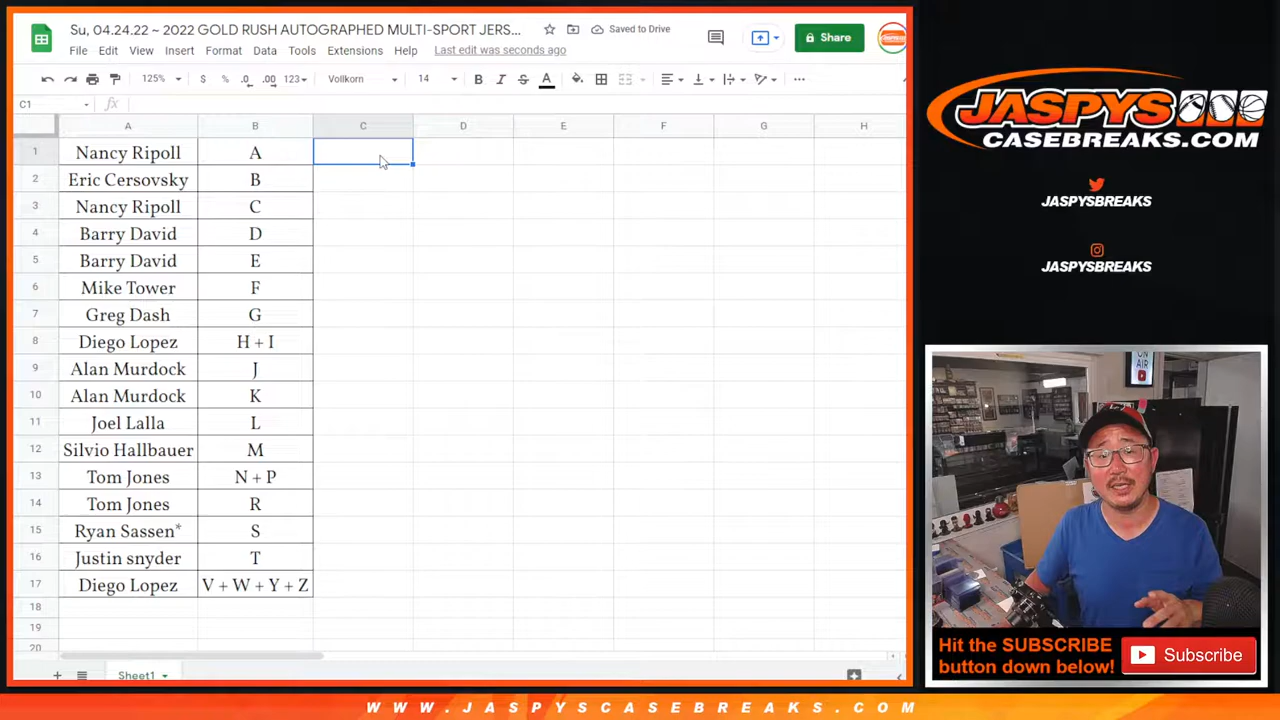 Su, 04.24.22 ~ 2022 GOLD RUSH AUTOGRAPHED MULTI-SPORT JERS...
Saved to Drive
Share
File Edit View Insert Format Data Tools Extensions Help Last edit was seconds ago
125% $ % .0 .00 123 Vollkorn 14 B I S A
C1 fx
A B C D E F G H
1 Nancy Ripoll A
2 Eric Cersovsky B
3 Nancy Ripoll C
4 Barry David D
5 Barry David E
6 Mike Tower F
7 Greg Dash G
8 Diego Lopez H + I
9 Alan Murdock J
10 Alan Murdock K
11 Joel Lalla L
12 Silvio Hallbauer M
13 Tom Jones N + P
14 Tom Jones R
15 Ryan Sassen* S
16 Justin snyder T
17 Diego Lopez V + W + Y + Z
18
19
20
Sheet1
JASPYS
CASEBREAKS.COM
JASPYSBREAKS
JASPYSBREAKS
ON
AIR
Hit the SUBSCRIBE
button down below!
Subscribe
WWW.JASPYSCASEBREAKS.COM